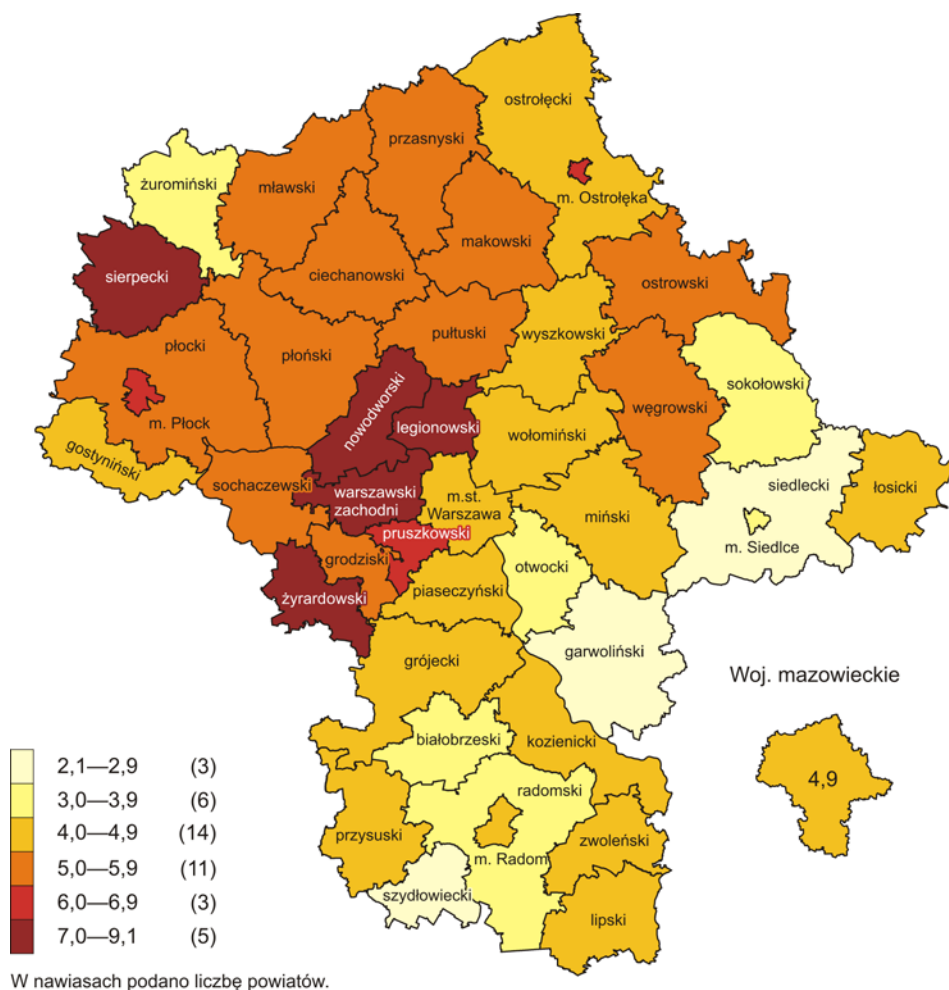 ostrołęcki
przasnyski
żuromiński
mławski
m. Ostrołęka
makowski
sierpecki
ciechanowski
ostrowski
płocki
płoński
pułtuski
wyszkowski
sokołowski
nowodworski
węgrowski
m. Płock
legionowski
wołomiński
gostyniński
sochaczewski
warszawski
zachodni
m.st.
Warszawa
siedlecki
łosicki
miński
pruszkowski
m. Siedlce
grodziski
otwocki
żyrardowski
piaseczyński
garwoliński
grójecki
Woj. mazowieckie
białobrzeski
kozienicki
4,9
radomski
przysuski
zwoleński
m. Radom
szydłowiecki
lipski
2,1—2,9 (3)
3,0—3,9 (6)
4,0—4,9 (14)
5,0—5,9 (11)
6,0—6,9 (3)
7,0—9,1 (5)
W nawiasach podano liczbę powiatów.